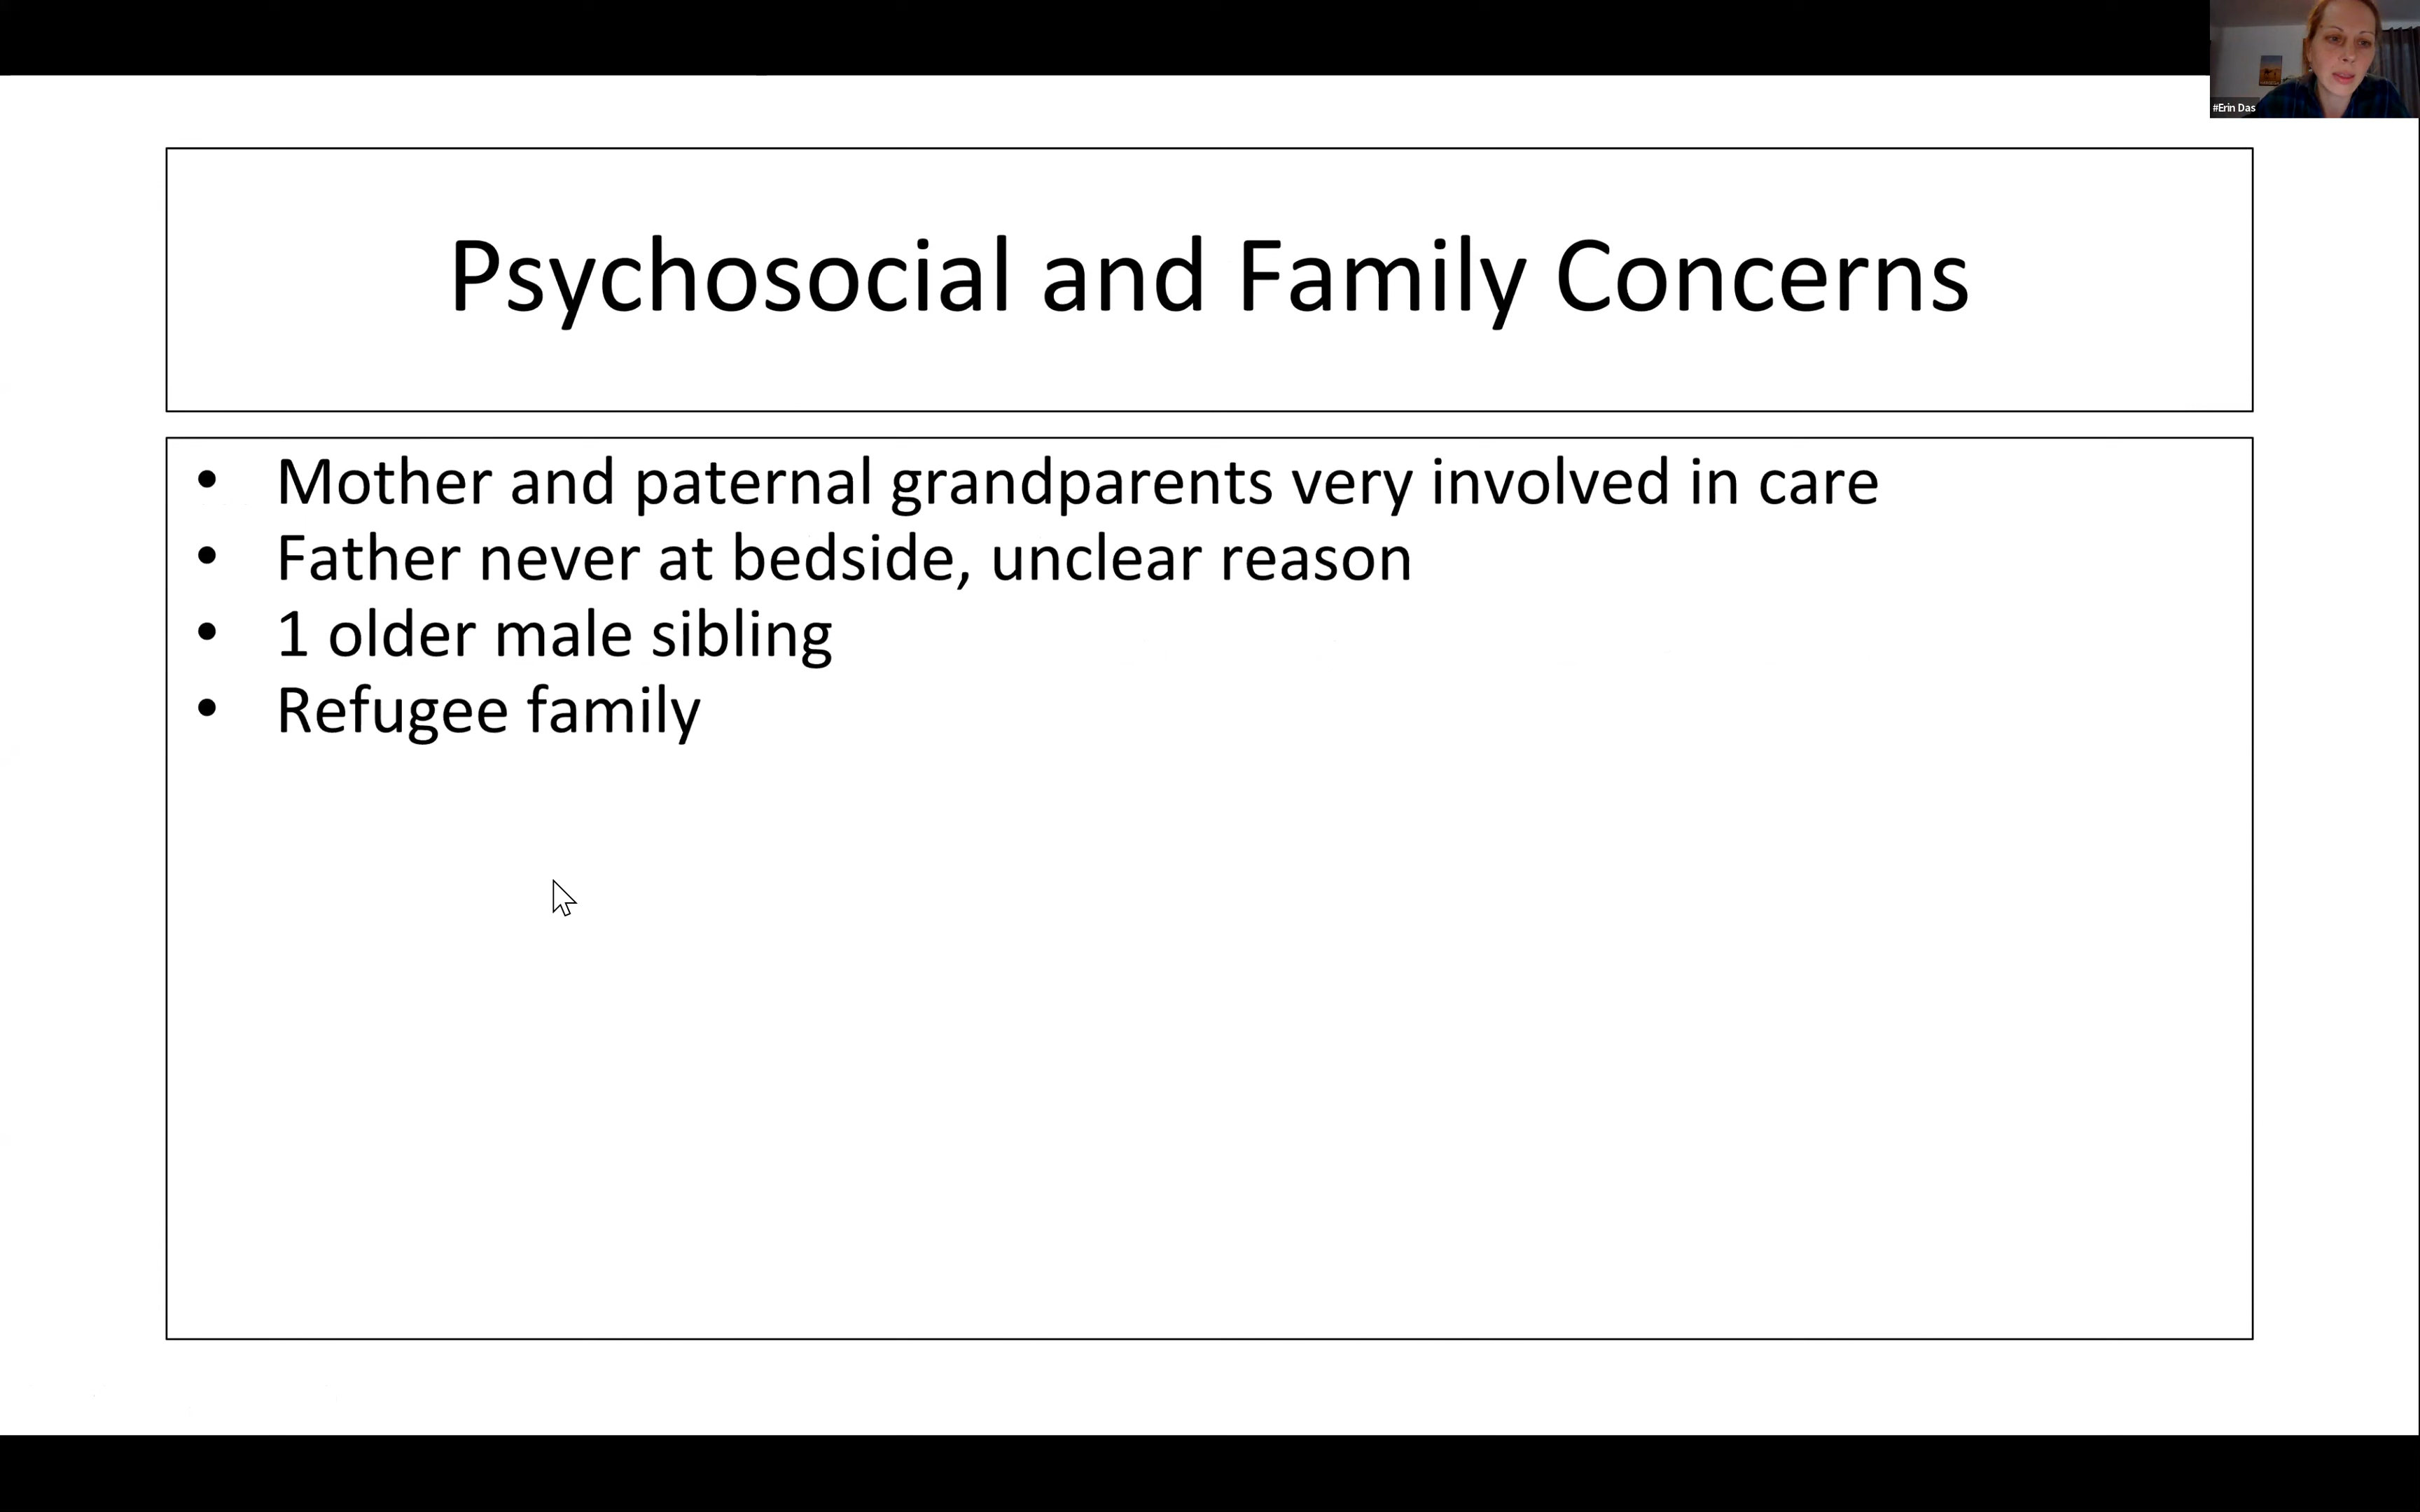 #Erin Das
Psychosocial and Family Concerns
• Mother and paternal grandparents very involved in care
• Father never at bedside, unclear reason
• 1 older male sibling
• Refugee family